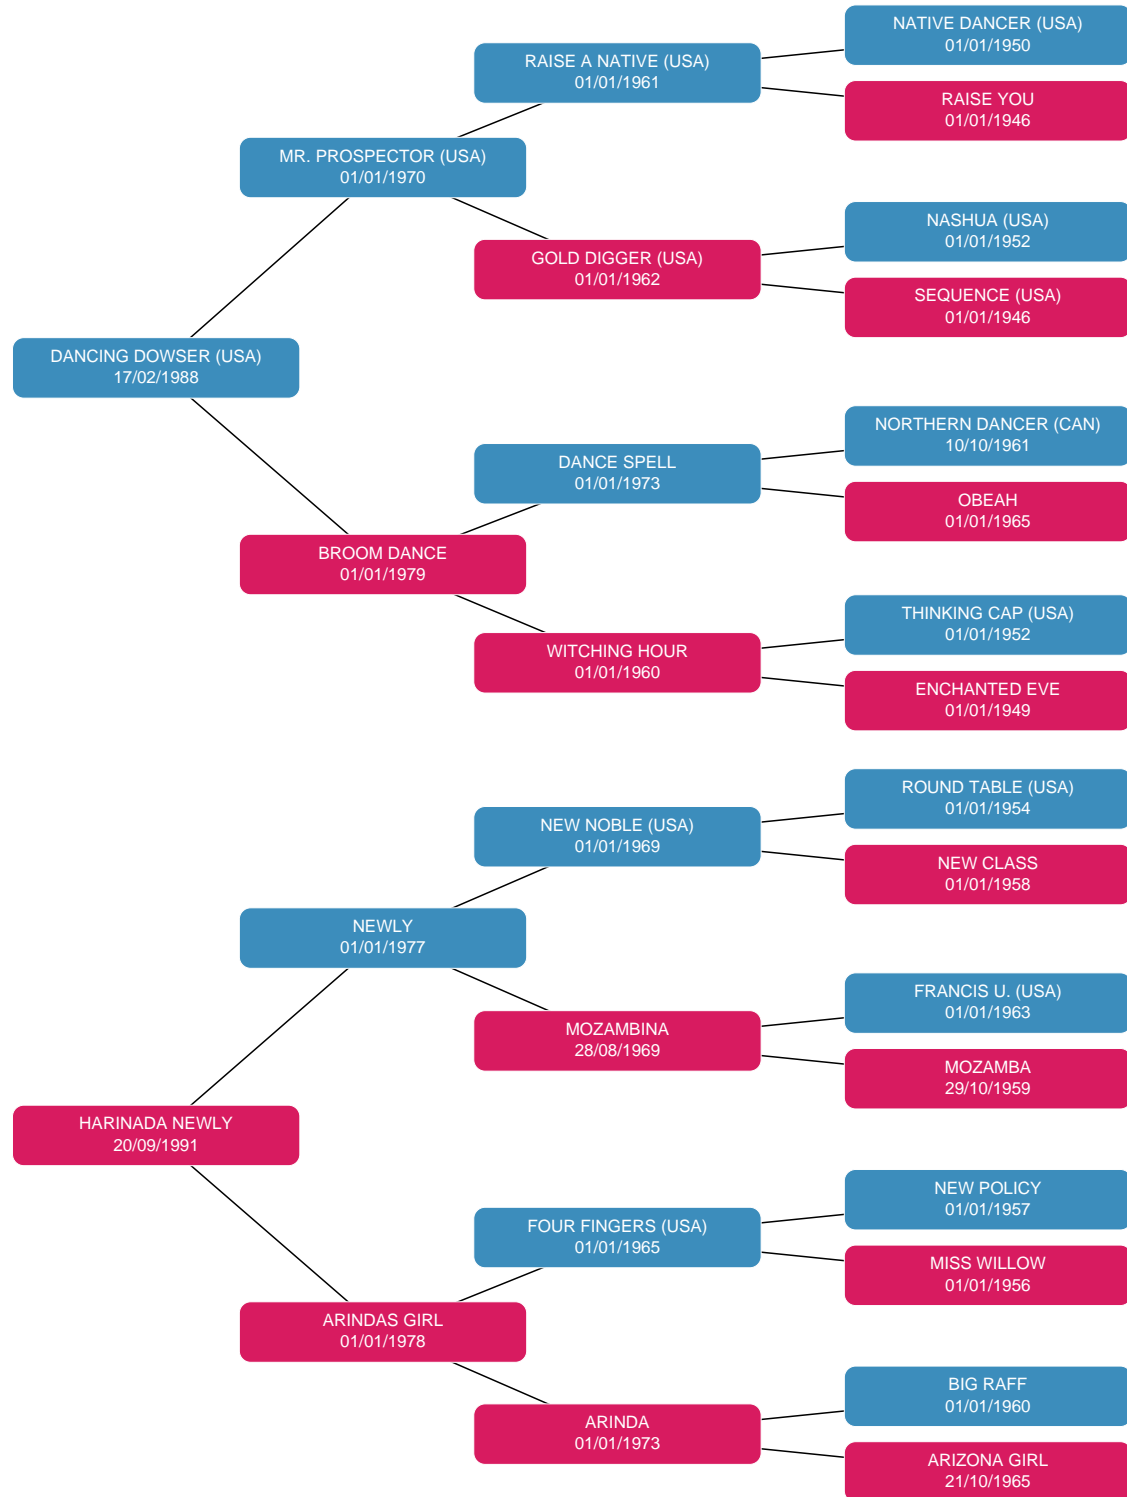 NATIVE DANCER (USA)
01/01/1950
RAISE A NATIVE (USA)
01/01/1961
RAISE YOU
01/01/1946
MR. PROSPECTOR (USA)
01/01/1970
NASHUA (USA)
01/01/1952
GOLD DIGGER (USA)
01/01/1962
SEQUENCE (USA)
01/01/1946
DANCING DOWSER (USA)
17/02/1988
NORTHERN DANCER (CAN)
10/10/1961
DANCE SPELL
01/01/1973
OBEAH
01/01/1965
BROOM DANCE
01/01/1979
THINKING CAP (USA)
01/01/1952
WITCHING HOUR
01/01/1960
ENCHANTED EVE
01/01/1949
ROUND TABLE (USA)
01/01/1954
NEW NOBLE (USA)
01/01/1969
NEW CLASS
01/01/1958
NEWLY
01/01/1977
FRANCIS U. (USA)
01/01/1963
MOZAMBINA
28/08/1969
MOZAMBA
29/10/1959
HARINADA NEWLY
20/09/1991
NEW POLICY
01/01/1957
FOUR FINGERS (USA)
01/01/1965
MISS WILLOW
01/01/1956
ARINDAS GIRL
01/01/1978
BIG RAFF
01/01/1960
ARINDA
01/01/1973
ARIZONA GIRL
21/10/1965